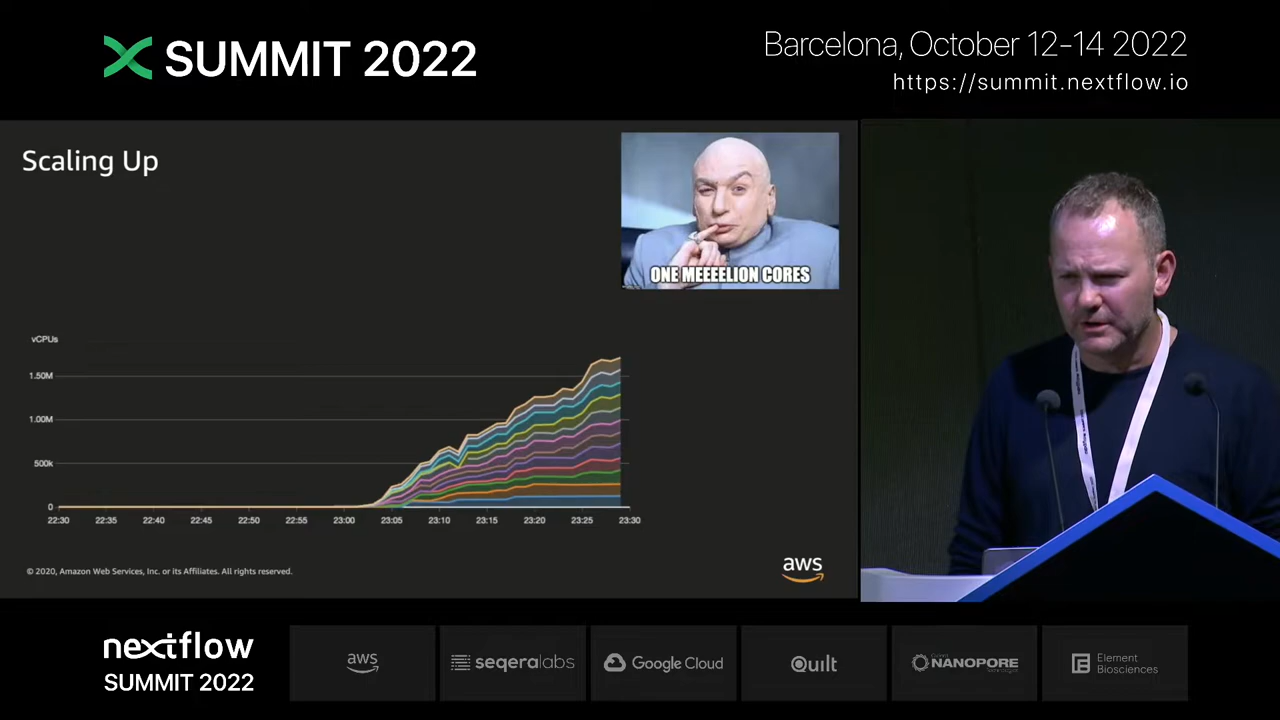 SUMMIT 2022
Barcelona, October 12-14 2022
https://summit.nextflow.io
Scaling Up
ONE MEEEELION CORES
vCPUs
1.50M
1.00M
500k
0
22:30 22:35 22:40 22:45 22:50 22:55 23:00 23:05 23:10 23:15 23:20 23:25 23:30
© 2020, Amazon Web Services, Inc. or its Affiliates. All rights reserved.
aws
nextflow
SUMMIT 2022
aws
seqeralabs
Google Cloud
Quilt
NANOPORE
Element
Biosciences